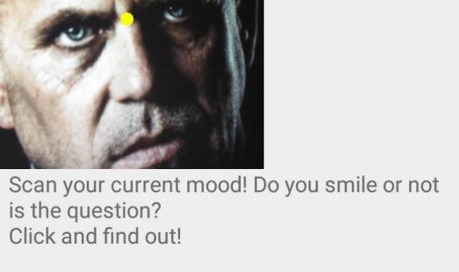 Scan your current mood! Do you smile or not
is the question?
Click and find out!